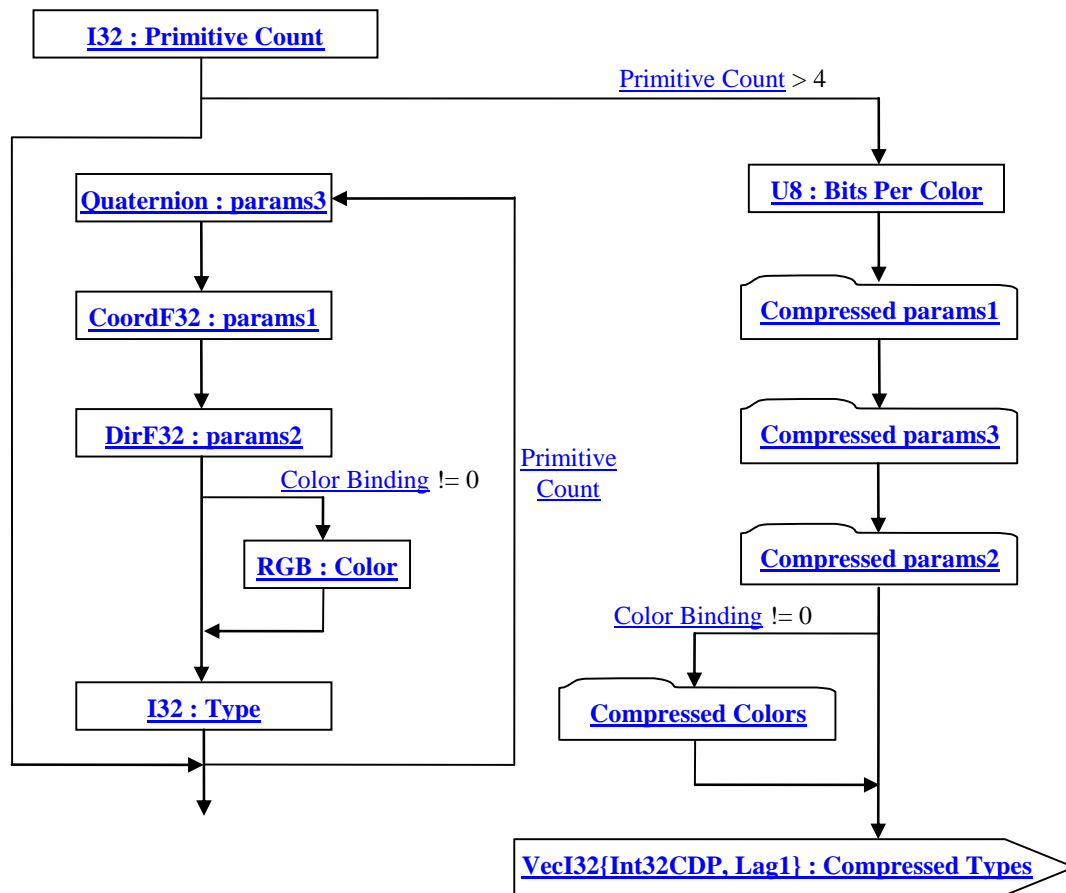 I32 : Primitive Count
Primitive Count > 4
Quaternion : params3
U8 : Bits Per Color
CoordF32 : params1
Compressed params1
DirF32 : params2
Compressed params3
Color Binding != 0
Primitive
Count
RGB : Color
Compressed params2
Color Binding != 0
I32 : Type
Compressed Colors
VecI32{Int32CDP, Lag1} : Compressed Types